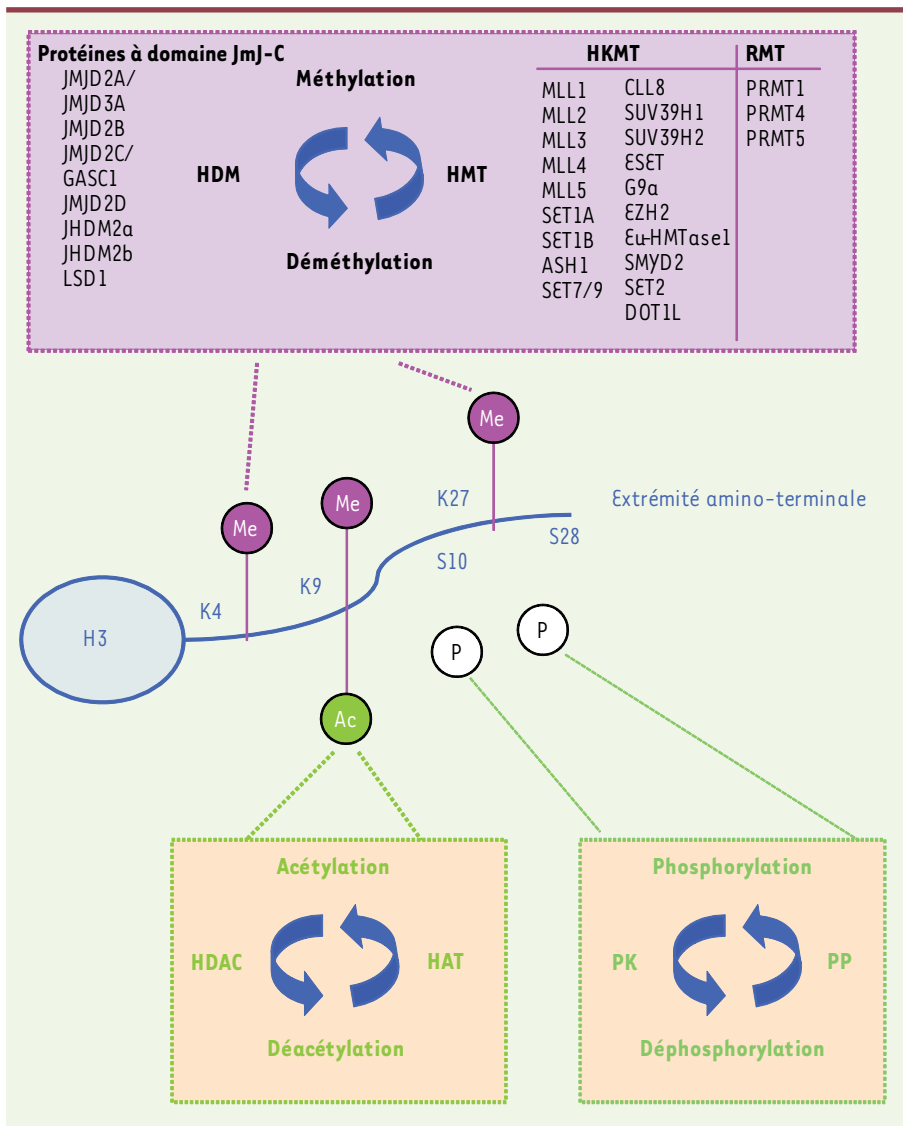 Protéines à domaine JmJ-C
JMJD2A/
JMJD3A
JMJD2B
JMJD2C/
GASC1
JMJD2D
JHDM2a
JHDM2b
LSD1
HDM
Méthylation
Déméthylation
HMT
HKMT
MLL1
MLL2
MLL3
MLL4
MLL5
SET1A
SET1B
ASH1
SET7/9
CLL8
SUV39H1
SUV39H2
ESET
G9a
EZH2
Eu-HMTase1
SMYD2
SET2
DOT1L
RMT
PRMT1
PRMT4
PRMT5
Me
Me
Me
K27
Extrémité amino-terminale
S28
S10
K9
K4
H3
P
P
Ac
Acétylation
HDAC
HAT
Déacétylation
Phosphorylation
PK
PP
Déphosphorylation